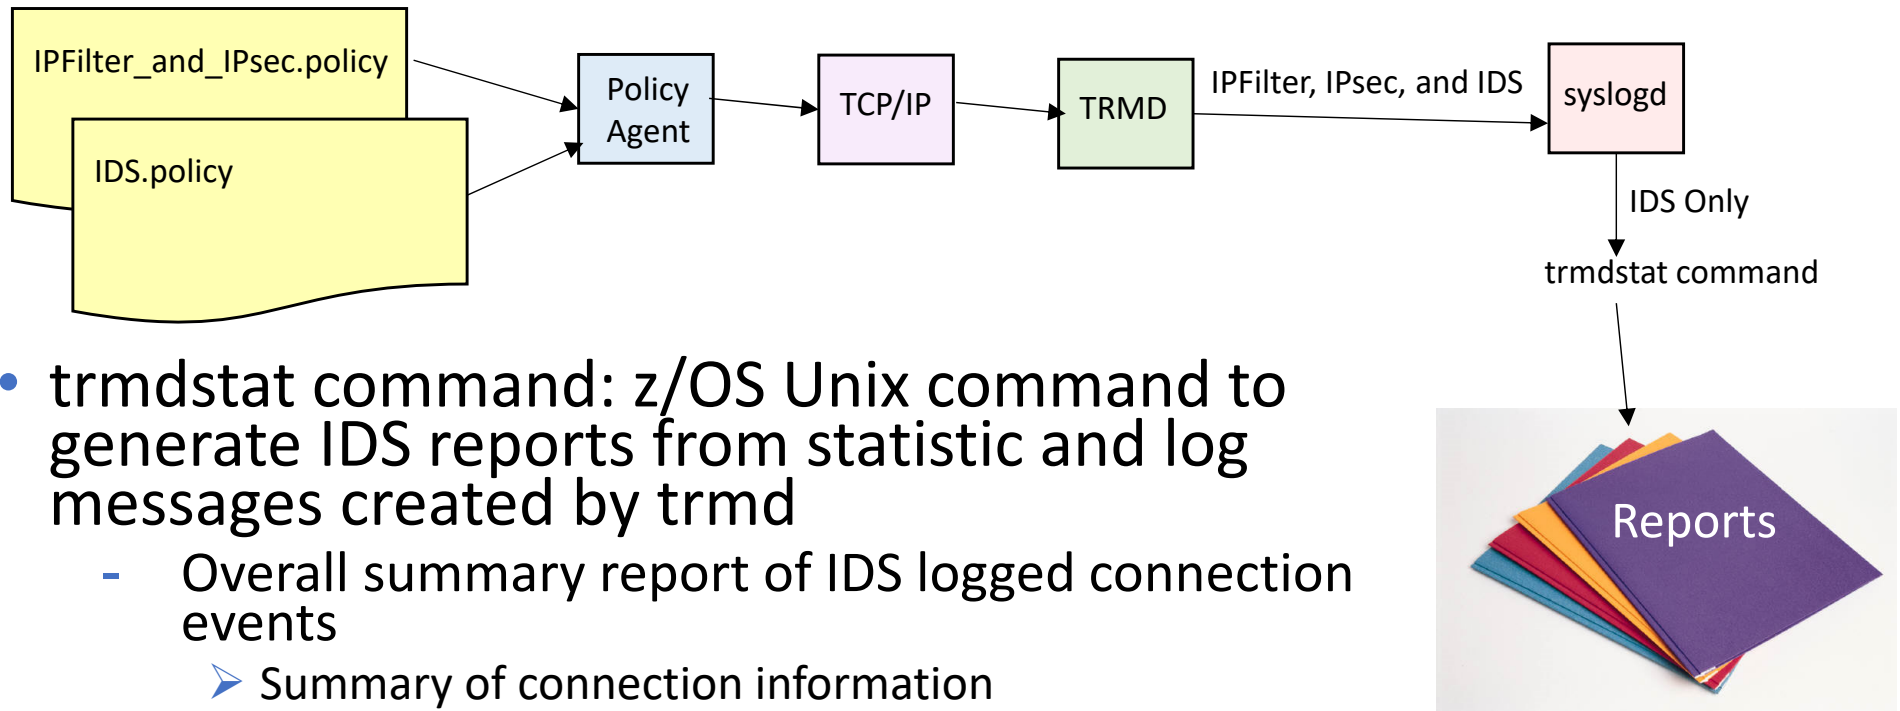 IPFilter_and_IPsec.policy
IDS.policy
Policy
Agent
TCP/IP
TRMD
IPFilter, IPsec, and IDS
syslogd
IDS Only
trmdstat command
• trmdstat command: z/OS Unix command to
generate IDS reports from statistic and log
messages created by trmd
- Overall summary report of IDS logged connection
events
➢ Summary of connection information
Reports